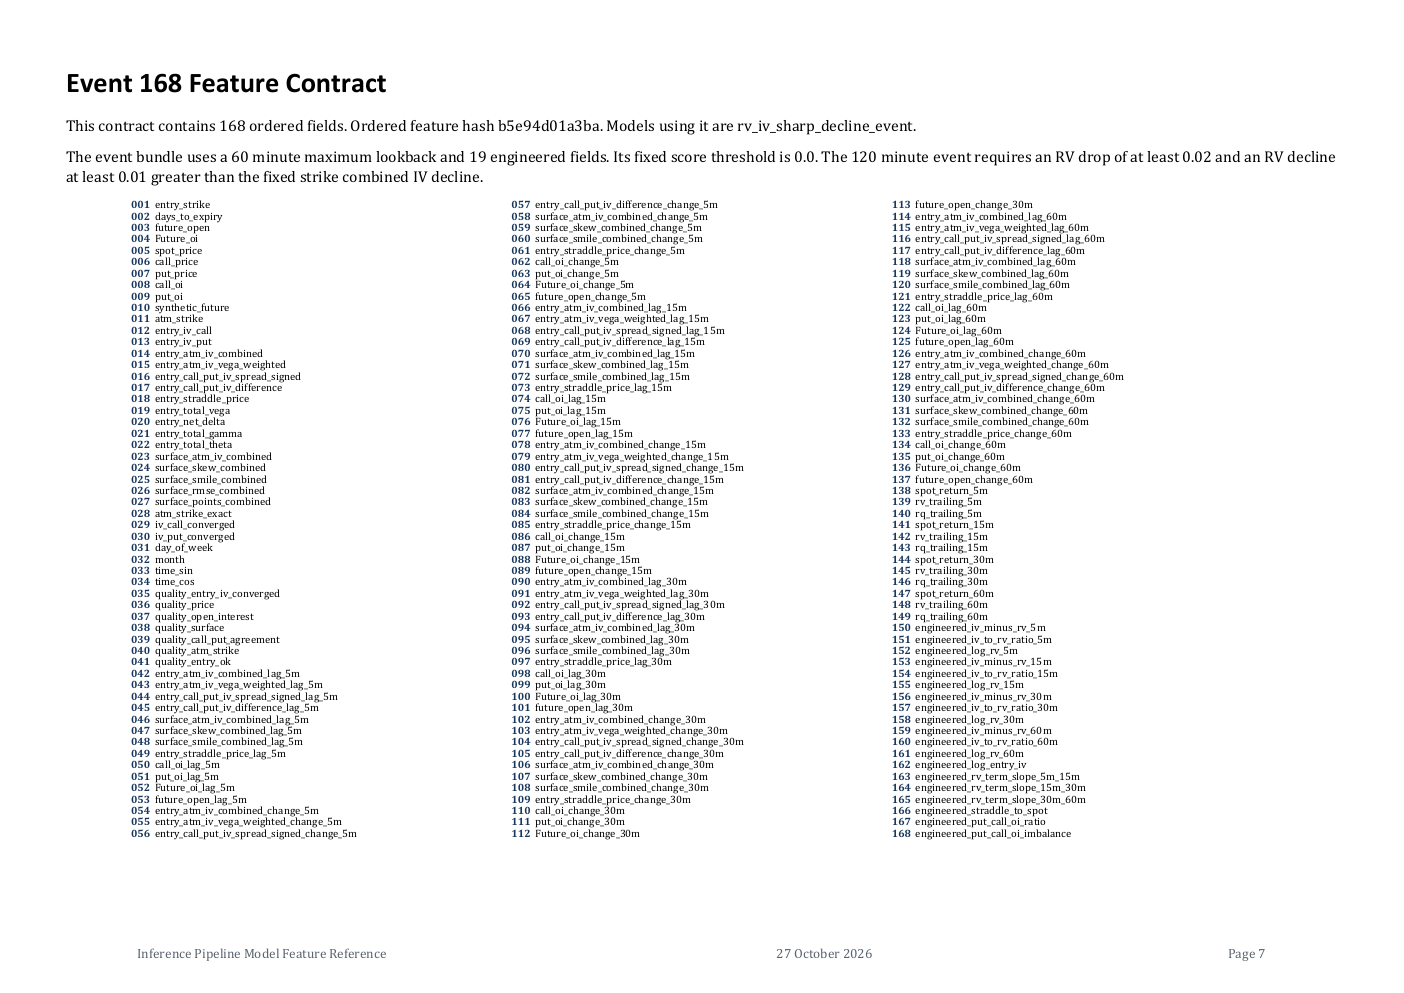 Event 168 Feature Contract
This contract contains 168 ordered fields. Ordered feature hash b5e94d01a3ba. Models using it are rv_iv_sharp_decline_event.
The event bundle uses a 60 minute maximum lookback and 19 engineered fields. Its fixed score threshold is 0.0. The 120 minute event requires an RV drop of at least 0.02 and an RV decline
at least 0.01 greater than the fixed strike combined IV decline.
001 entry_strike
002 days_to_expiry
003 future_open
004 Future_oi
005 spot_price
006 call_price
007 put_price
008 call_oi
009 put_oi
010 synthetic_future
011 atm_strike
012 entry_iv_call
013 entry_iv_put
014 entry_atm_iv_combined
015 entry_atm_iv_vega_weighted
016 entry_call_put_iv_spread_signed
017 entry_call_put_iv_difference
018 entry_straddle_price
019 entry_total_vega
020 entry_net_delta
021 entry_total_gamma
022 entry_total_theta
023 surface_atm_iv_combined
024 surface_skew_combined
025 surface_smile_combined
026 surface_rmse_combined
027 surface_points_combined
028 atm_strike_exact
029 iv_call_converged
030 iv_put_converged
031 day_of_week
032 month
033 time_sin
034 time_cos
035 quality_entry_iv_converged
036 quality_price
037 quality_open_interest
038 quality_surface
039 quality_call_put_agreement
040 quality_atm_strike
041 quality_entry_ok
042 entry_atm_iv_combined_lag_5m
043 entry_atm_iv_vega_weighted_lag_5m
044 entry_call_put_iv_spread_signed_lag_5m
045 entry_call_put_iv_difference_lag_5m
046 surface_atm_iv_combined_lag_5m
047 surface_skew_combined_lag_5m
048 surface_smile_combined_lag_5m
049 entry_straddle_price_lag_5m
050 call_oi_lag_5m
051 put_oi_lag_5m
052 Future_oi_lag_5m
053 future_open_lag_5m
054 entry_atm_iv_combined_change_5m
055 entry_atm_iv_vega_weighted_change_5m
056 entry_call_put_iv_spread_signed_change_5m
057 entry_call_put_iv_difference_change_5m
058 surface_atm_iv_combined_change_5m
059 surface_skew_combined_change_5m
060 surface_smile_combined_change_5m
061 entry_straddle_price_change_5m
062 call_oi_change_5m
063 put_oi_change_5m
064 Future_oi_change_5m
065 future_open_change_5m
066 entry_atm_iv_combined_lag_15m
067 entry_atm_iv_vega_weighted_lag_15m
068 entry_call_put_iv_spread_signed_lag_15m
069 entry_call_put_iv_difference_lag_15m
070 surface_atm_iv_combined_lag_15m
071 surface_skew_combined_lag_15m
072 surface_smile_combined_lag_15m
073 entry_straddle_price_lag_15m
074 call_oi_lag_15m
075 put_oi_lag_15m
076 Future_oi_lag_15m
077 future_open_lag_15m
078 entry_atm_iv_combined_change_15m
079 entry_atm_iv_vega_weighted_change_15m
080 entry_call_put_iv_spread_signed_change_15m
081 entry_call_put_iv_difference_change_15m
082 surface_atm_iv_combined_change_15m
083 surface_skew_combined_change_15m
084 surface_smile_combined_change_15m
085 entry_straddle_price_change_15m
086 call_oi_change_15m
087 put_oi_change_15m
088 Future_oi_change_15m
089 future_open_change_15m
090 entry_atm_iv_combined_lag_30m
091 entry_atm_iv_vega_weighted_lag_30m
092 entry_call_put_iv_spread_signed_lag_30m
093 entry_call_put_iv_difference_lag_30m
094 surface_atm_iv_combined_lag_30m
095 surface_skew_combined_lag_30m
096 surface_smile_combined_lag_30m
097 entry_straddle_price_lag_30m
098 call_oi_lag_30m
099 put_oi_lag_30m
100 Future_oi_lag_30m
101 future_open_lag_30m
102 entry_atm_iv_combined_change_30m
103 entry_atm_iv_vega_weighted_change_30m
104 entry_call_put_iv_spread_signed_change_30m
105 entry_call_put_iv_difference_change_30m
106 surface_atm_iv_combined_change_30m
107 surface_skew_combined_change_30m
108 surface_smile_combined_change_30m
109 entry_straddle_price_change_30m
110 call_oi_change_30m
111 put_oi_change_30m
112 Future_oi_change_30m
113 future_open_change_30m
114 entry_atm_iv_combined_lag_60m
115 entry_atm_iv_vega_weighted_lag_60m
116 entry_call_put_iv_spread_signed_lag_60m
117 entry_call_put_iv_difference_lag_60m
118 surface_atm_iv_combined_lag_60m
119 surface_skew_combined_lag_60m
120 surface_smile_combined_lag_60m
121 entry_straddle_price_lag_60m
122 call_oi_lag_60m
123 put_oi_lag_60m
124 Future_oi_lag_60m
125 future_open_lag_60m
126 entry_atm_iv_combined_change_60m
127 entry_atm_iv_vega_weighted_change_60m
128 entry_call_put_iv_spread_signed_change_60m
129 entry_call_put_iv_difference_change_60m
130 surface_atm_iv_combined_change_60m
131 surface_skew_combined_change_60m
132 surface_smile_combined_change_60m
133 entry_straddle_price_change_60m
134 call_oi_change_60m
135 put_oi_change_60m
136 Future_oi_change_60m
137 future_open_change_60m
138 spot_return_5m
139 rv_trailing_5m
140 rq_trailing_5m
141 spot_return_15m
142 rv_trailing_15m
143 rq_trailing_15m
144 spot_return_30m
145 rv_trailing_30m
146 rq_trailing_30m
147 spot_return_60m
148 rv_trailing_60m
149 rq_trailing_60m
150 engineered_iv_minus_rv_5m
151 engineered_iv_to_rv_ratio_5m
152 engineered_log_rv_5m
153 engineered_iv_minus_rv_15m
154 engineered_iv_to_rv_ratio_15m
155 engineered_log_rv_15m
156 engineered_iv_minus_rv_30m
157 engineered_iv_to_rv_ratio_30m
158 engineered_log_rv_30m
159 engineered_iv_minus_rv_60m
160 engineered_iv_to_rv_ratio_60m
161 engineered_log_rv_60m
162 engineered_log_entry_iv
163 engineered_rv_term_slope_5m_15m
164 engineered_rv_term_slope_15m_30m
165 engineered_rv_term_slope_30m_60m
166 engineered_straddle_to_spot
167 engineered_put_call_oi_ratio
168 engineered_put_call_oi_imbalance
Inference Pipeline Model Feature Reference
27 October 2026
Page 7